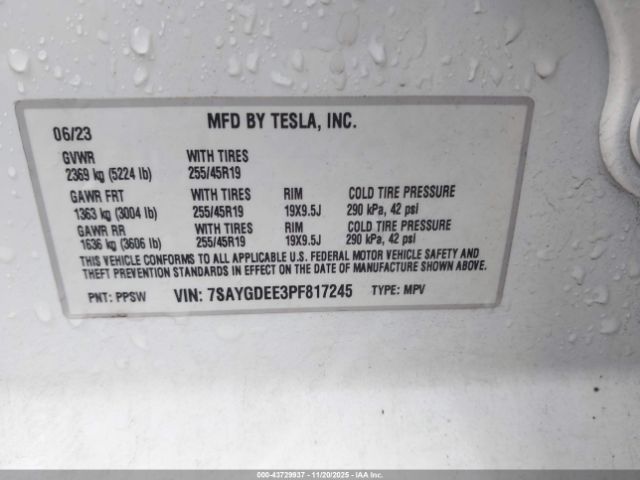 06/23 MFD BY TESLA, INC.
GVWR WITH TIRES
2369 kg (5224 lb) 255/45R19
GAWR FRT WITH TIRES RIM COLD TIRE PRESSURE
1363 kg (3004 lb) 255/45R19 19X9.5J 290 kPa, 42 psi
GAWR RR WITH TIRES RIM COLD TIRE PRESSURE
1636 kg (3606 lb) 255/45R19 19X9.5J 290 kPa, 42 psi
THIS VEHICLE CONFORMS TO ALL APPLICABLE U.S. FEDERAL MOTOR VEHICLE SAFETY AND
THEFT PREVENTION STANDARDS IN EFFECT ON THE DATE OF MANUFACTURE SHOWN ABOVE.
PNT: PPSW VIN: 7SAYGDEE3PF817245 TYPE: MPV
000-43729937 - 11/20/2025 - IAA Inc.